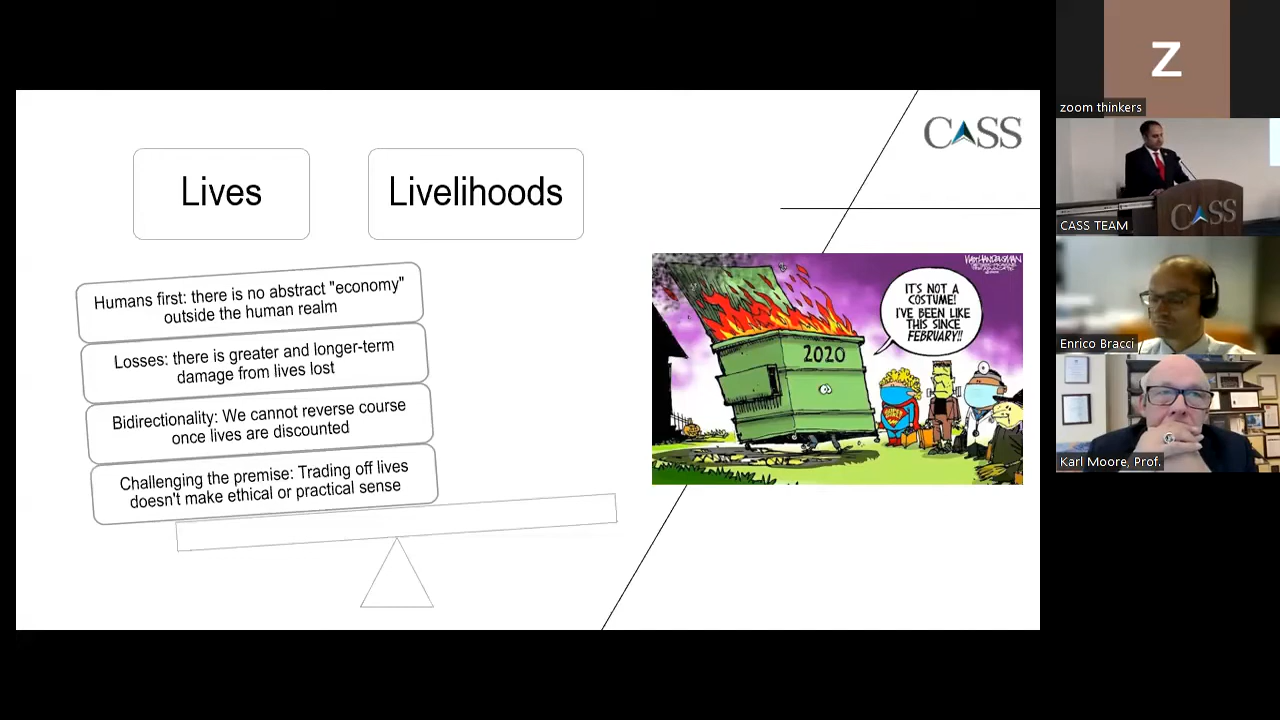 Lives
Livelihoods
Humans first: there is no abstract "economy"
outside the human realm
Losses: there is greater and longer-term
damage from lives lost
Bidirectionality: We cannot reverse course
once lives are discounted
Challenging the premise: Trading off lives
doesn't make ethical or practical sense
CASS
IT'S NOT A
COSTUME!
I'VE BEEN LIKE
THIS SINCE
FEBRUARY!!
2020
Z
zoom thinkers
CASS
CASS TEAM
Enrico Bracci
Karl Moore, Prof.